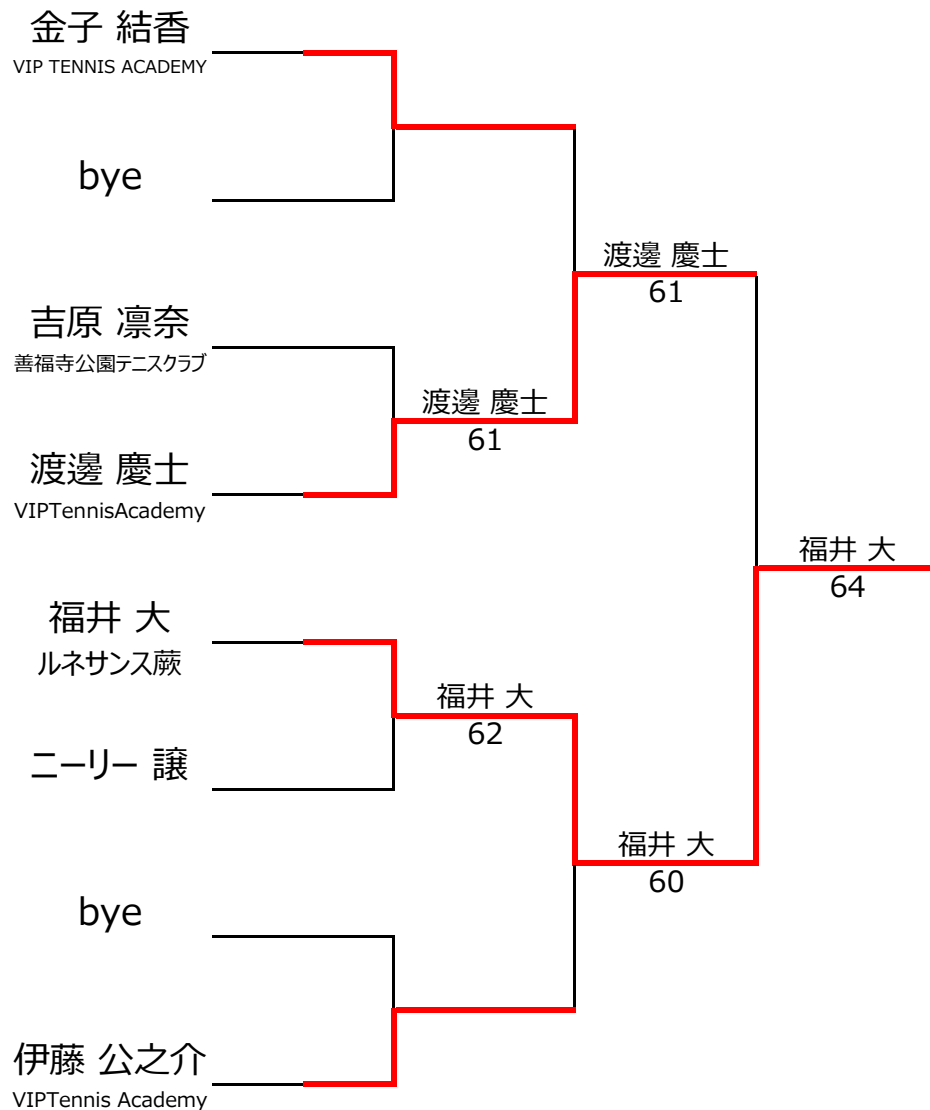 金子 結香
VIP TENNIS ACADEMY
bye
渡邊 慶士
61
吉原 凛奈
善福寺公園テニスクラブ
渡邊 慶士
61
渡邊 慶士
VIPTennisAcademy
福井 大
64
福井 大
ルネサンス蕨
福井 大
62
ニーリー 譲
福井 大
60
bye
伊藤 公之介
VIPTennis Academy